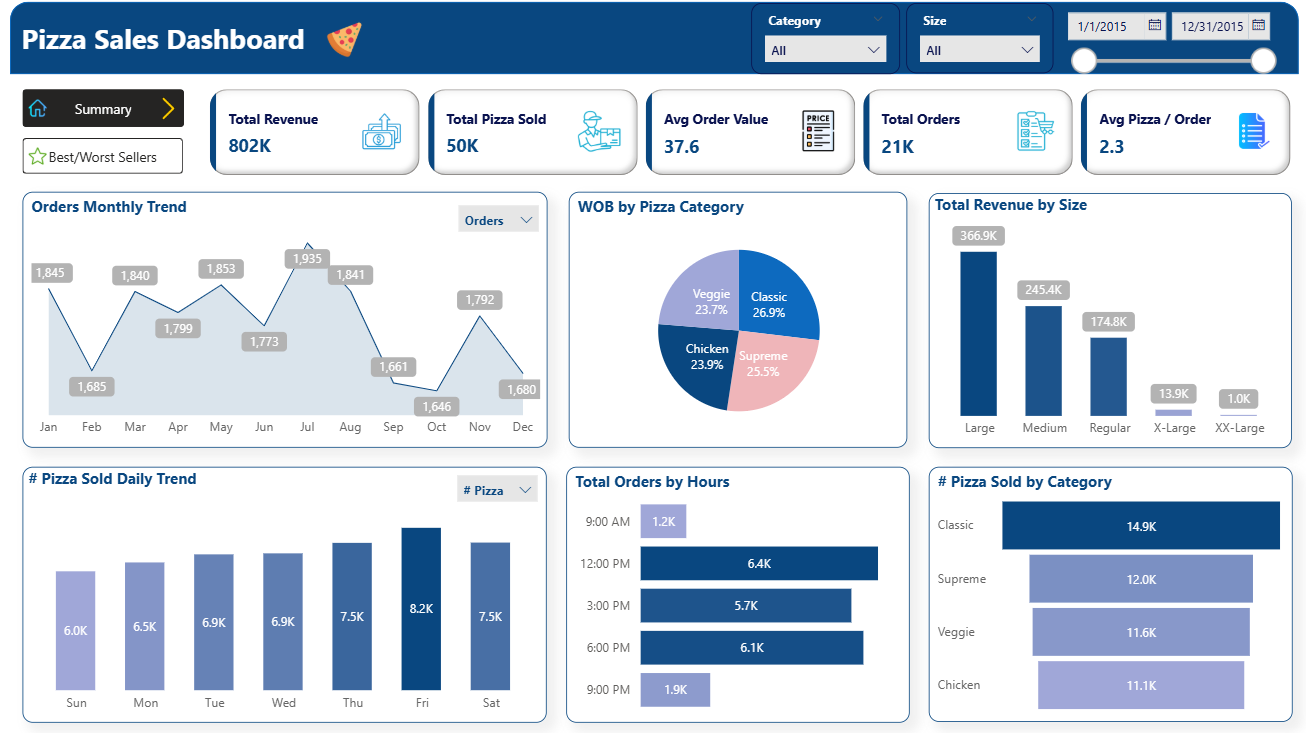 Pizza Sales Dashboard
Category
All
Size
All
1/1/2015
12/31/2015
Summary
Best/Worst Sellers
Total Revenue
802K
Total Pizza Sold
50K
Avg Order Value
37.6
PRICE
Total Orders
21K
Avg Pizza / Order
2.3
Orders Monthly Trend
Orders
1,845
1,685
1,840
1,799
1,853
1,773
1,935
1,841
1,661
1,646
1,792
1,680
Jan Feb Mar Apr May Jun Jul Aug Sep Oct Nov Dec
WOB by Pizza Category
Veggie
23.7%
Classic
26.9%
Chicken
23.9%
Supreme
25.5%
Total Revenue by Size
366.9K
245.4K
174.8K
13.9K
1.0K
Large Medium Regular X-Large XX-Large
# Pizza Sold Daily Trend
# Pizza
6.0K
6.5K
6.9K
6.9K
7.5K
8.2K
7.5K
Sun Mon Tue Wed Thu Fri Sat
Total Orders by Hours
9:00 AM 1.2K
12:00 PM 6.4K
3:00 PM 5.7K
6:00 PM 6.1K
9:00 PM 1.9K
# Pizza Sold by Category
Classic 14.9K
Supreme 12.0K
Veggie 11.6K
Chicken 11.1K